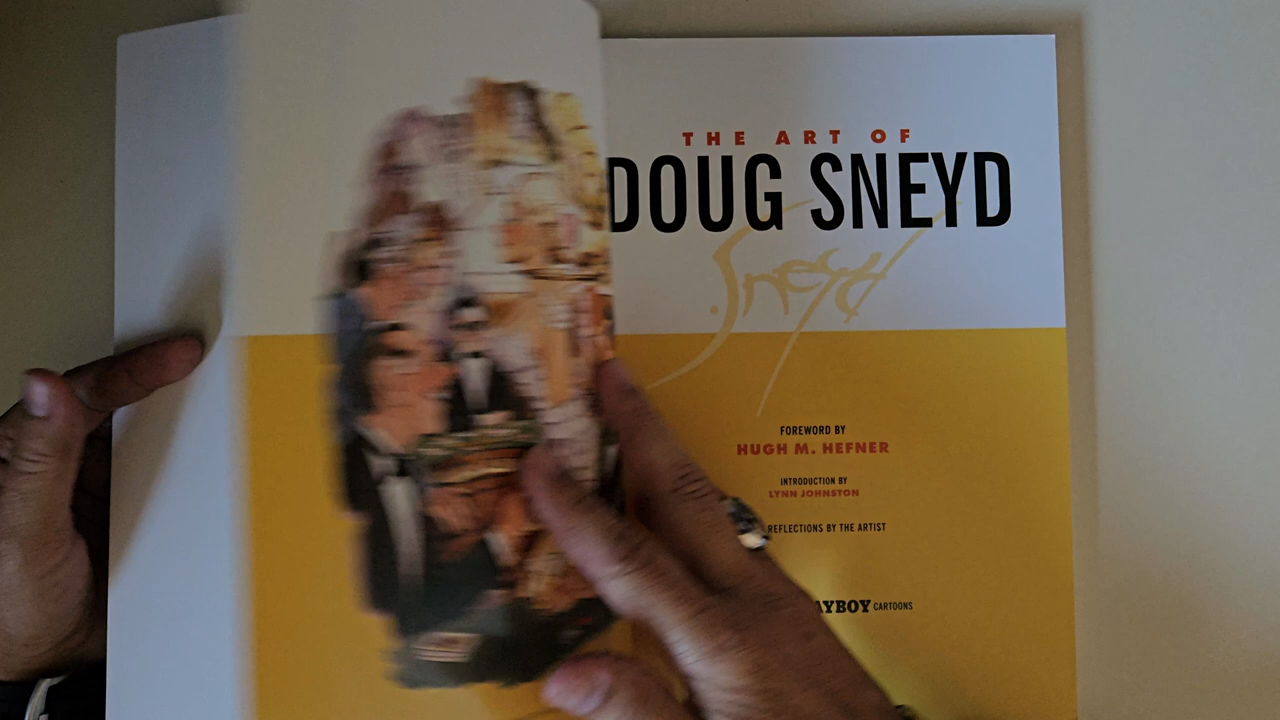 THE ART OF
DOUG SNEYD
Sneyd
FOREWORD BY
HUGH M. HEFNER
INTRODUCTION BY
LYNN JOHNSTON
REFLECTIONS BY THE ARTIST
AYBOY CARTOONS